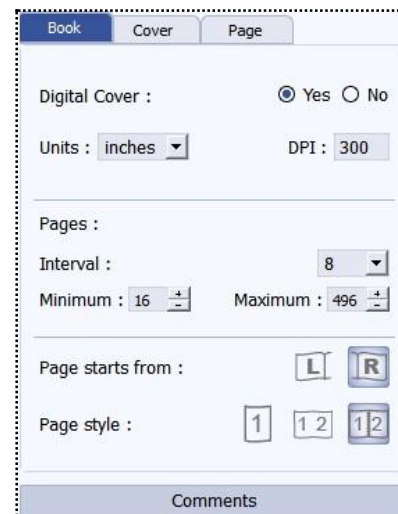 Book Cover Page
Digital Cover : Yes No
Units : inches DPI : 300
Pages :
Interval : 8
Minimum : 16 + - Maximum : 496 + -
Page starts from : L R
Page style : 1 1 2 1 2
Comments